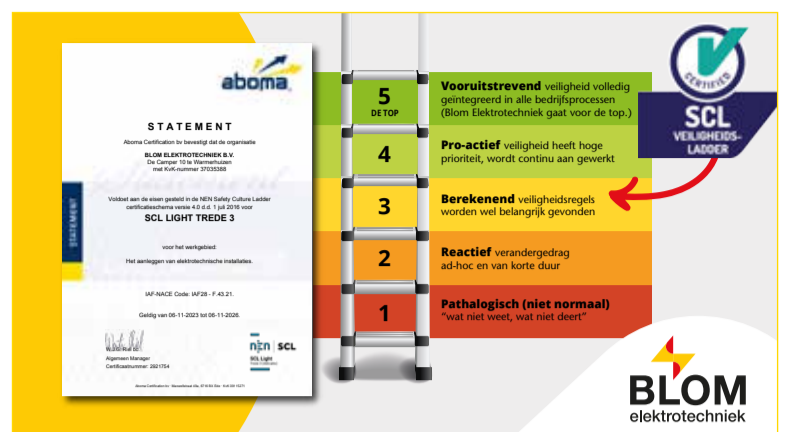 aboma
STATEMENT
Aboma Certification bv bevestigt dat de organisatie
BLOM ELEKTROTECHNIEK B.V.
De Camper 10 te Warmerhuizen
met KvK-nummer 37035388
Voldoet aan de eisen gesteld in de NEN Safety Culture Ladder
certificatieschema versie 4.0 d.d. 1 juli 2016 voor
SCL LIGHT TREDE 3
voor het werkgebied:
Het aanleggen van elektrotechnische installaties.
IAF-NACE Code: IAF28 - F.43.21.
Geldig van 06-11-2023 tot 06-11-2026.
Algemeen Manager
Certificaatnummer: 2921754
nen SCL
SCL Light
STATEMENT
5
DE TOP
Vooruitstrevend veiligheid volledig
geïntegreerd in alle bedrijfsprocessen
(Blom Elektrotechniek gaat voor de top.)
4
Pro-actief veiligheid heeft hoge
prioriteit, wordt continu aan gewerkt
3
Berekenend veiligheidsregels
worden wel belangrijk gevonden
2
Reactief verandergedrag
ad-hoc en van korte duur
1
Pathologisch (niet normaal)
"wat niet weet, wat niet deert"
CERTIFIED
SCL
VEILIGHEIDS-
LADDER
BLOM
elektrotechniek